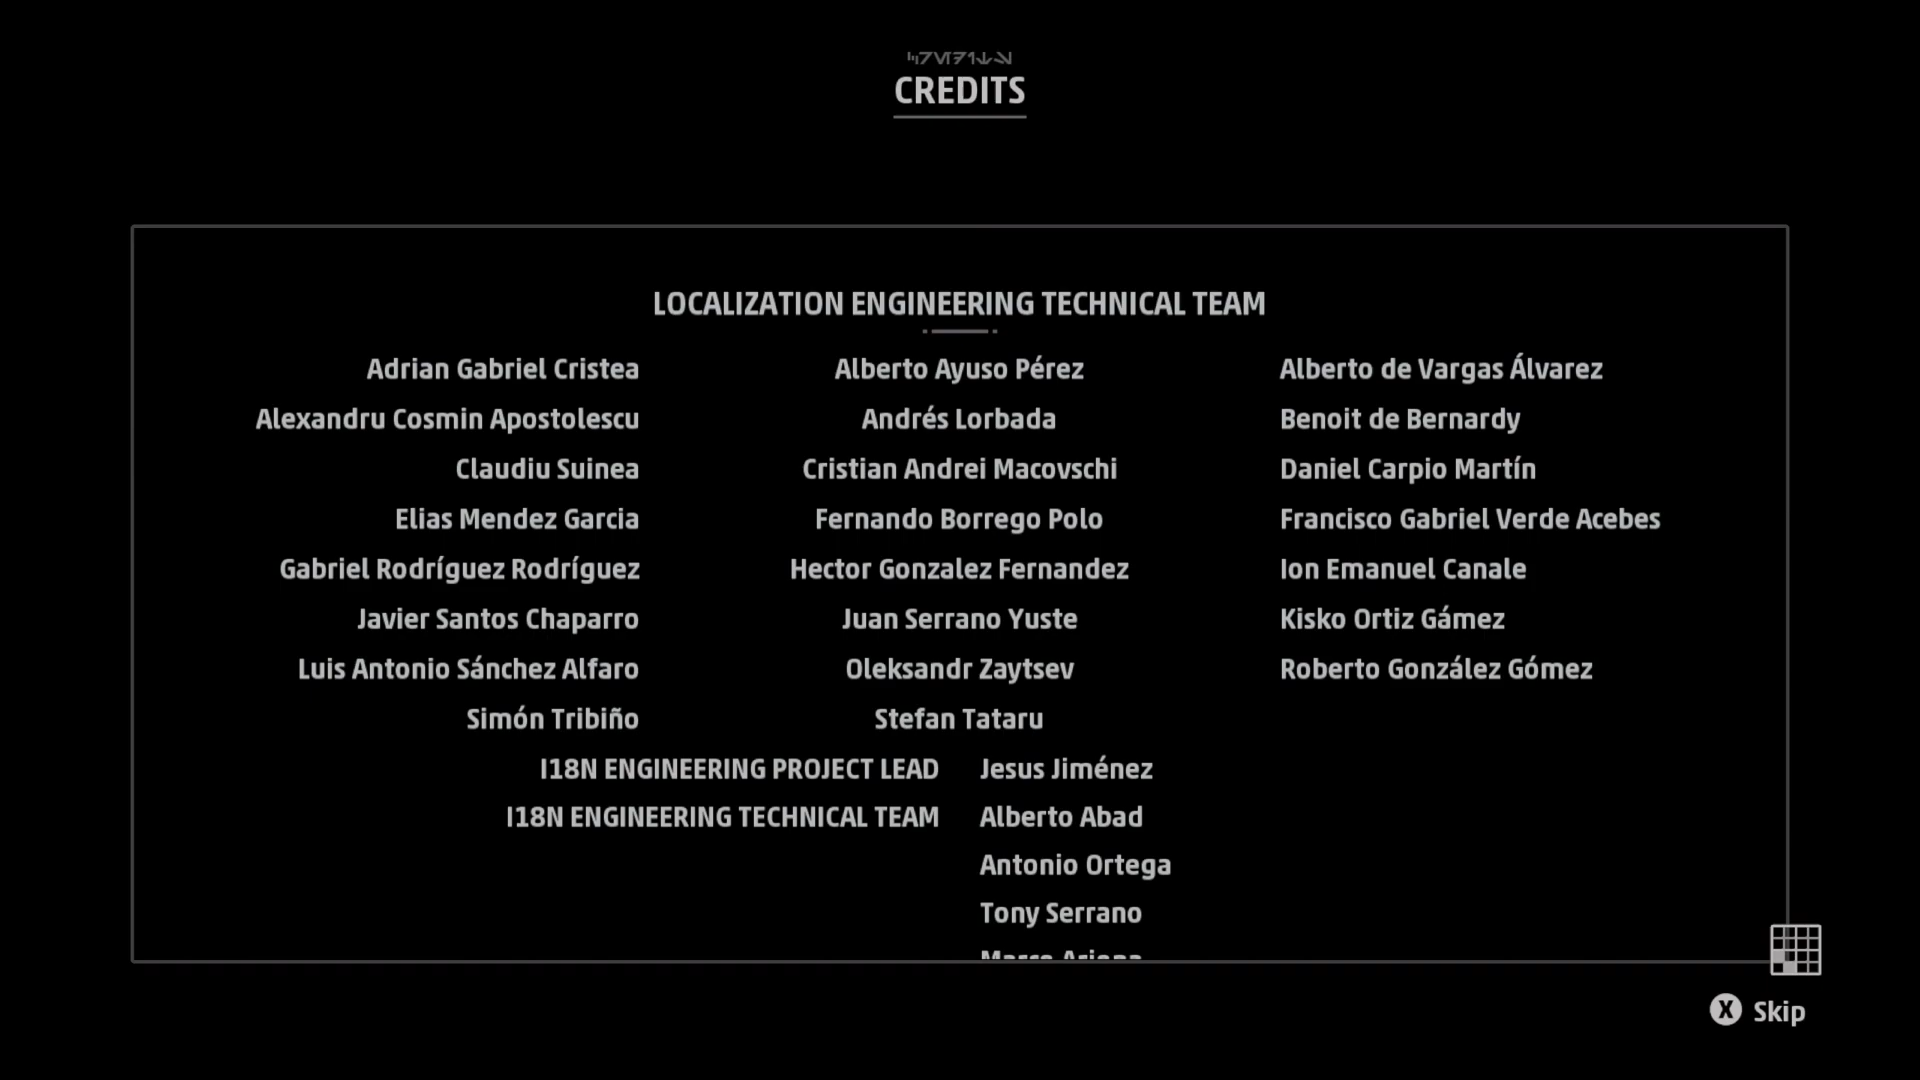 CREDITS
LOCALIZATION ENGINEERING TECHNICAL TEAM
Adrian Gabriel Cristea Alberto Ayuso Pérez Alberto de Vargas Álvarez
Alexandru Cosmin Apostolescu Andrés Lorbada Benoit de Bernardy
Claudiu Suinea Cristian Andrei Macovschi Daniel Carpio Martín
Elias Mendez Garcia Fernando Borrego Polo Francisco Gabriel Verde Acebes
Gabriel Rodríguez Rodríguez Hector Gonzalez Fernandez Ion Emanuel Canale
Javier Santos Chaparro Juan Serrano Yuste Kisko Ortiz Gámez
Luis Antonio Sánchez Alfaro Oleksandr Zaytsev Roberto González Gómez
Simón Tribiño Stefan Tataru
I18N ENGINEERING PROJECT LEAD Jesus Jiménez
I18N ENGINEERING TECHNICAL TEAM Alberto Abad
Antonio Ortega
Tony Serrano
X Skip